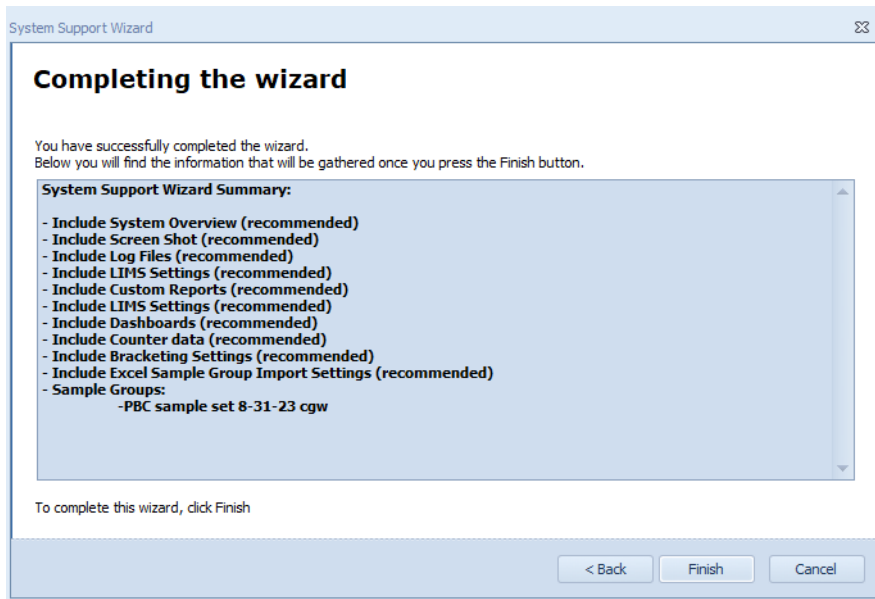 System Support Wizard
Completing the wizard
You have successfully completed the wizard.
Below you will find the information that will be gathered once you press the Finish button.
System Support Wizard Summary:
- Include System Overview (recommended)
- Include Screen Shot (recommended)
- Include Log Files (recommended)
- Include LIMS Settings (recommended)
- Include Custom Reports (recommended)
- Include LIMS Settings (recommended)
- Include Dashboards (recommended)
- Include Counter data (recommended)
- Include Bracketing Settings (recommended)
- Include Excel Sample Group Import Settings (recommended)
- Sample Groups:
-PBC sample set 8-31-23 cgw
To complete this wizard, click Finish
< Back Finish Cancel